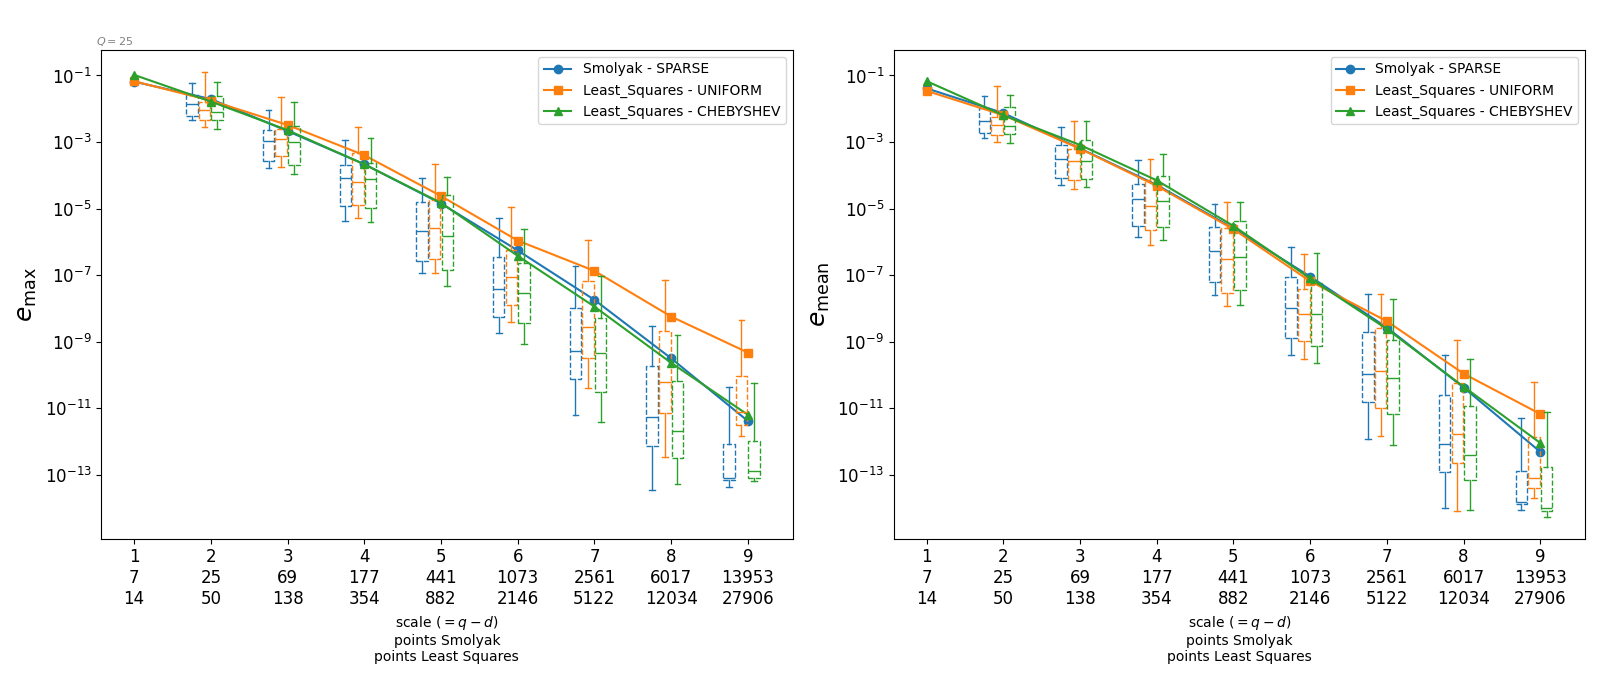 Q = 25
Smolyak - SPARSE
Least_Squares - UNIFORM
Least_Squares - CHEBYSHEV
10⁻¹
10⁻³
10⁻⁵
10⁻⁷
10⁻⁹
10⁻¹¹
10⁻¹³
e_max
1 2 3 4 5 6 7 8 9
7 25 69 177 441 1073 2561 6017 13953
14 50 138 354 882 2146 5122 12034 27906
scale (= q − d)
points Smolyak
points Least Squares
Smolyak - SPARSE
Least_Squares - UNIFORM
Least_Squares - CHEBYSHEV
10⁻¹
10⁻³
10⁻⁵
10⁻⁷
10⁻⁹
10⁻¹¹
10⁻¹³
e_mean
1 2 3 4 5 6 7 8 9
7 25 69 177 441 1073 2561 6017 13953
14 50 138 354 882 2146 5122 12034 27906
scale (= q − d)
points Smolyak
points Least Squares